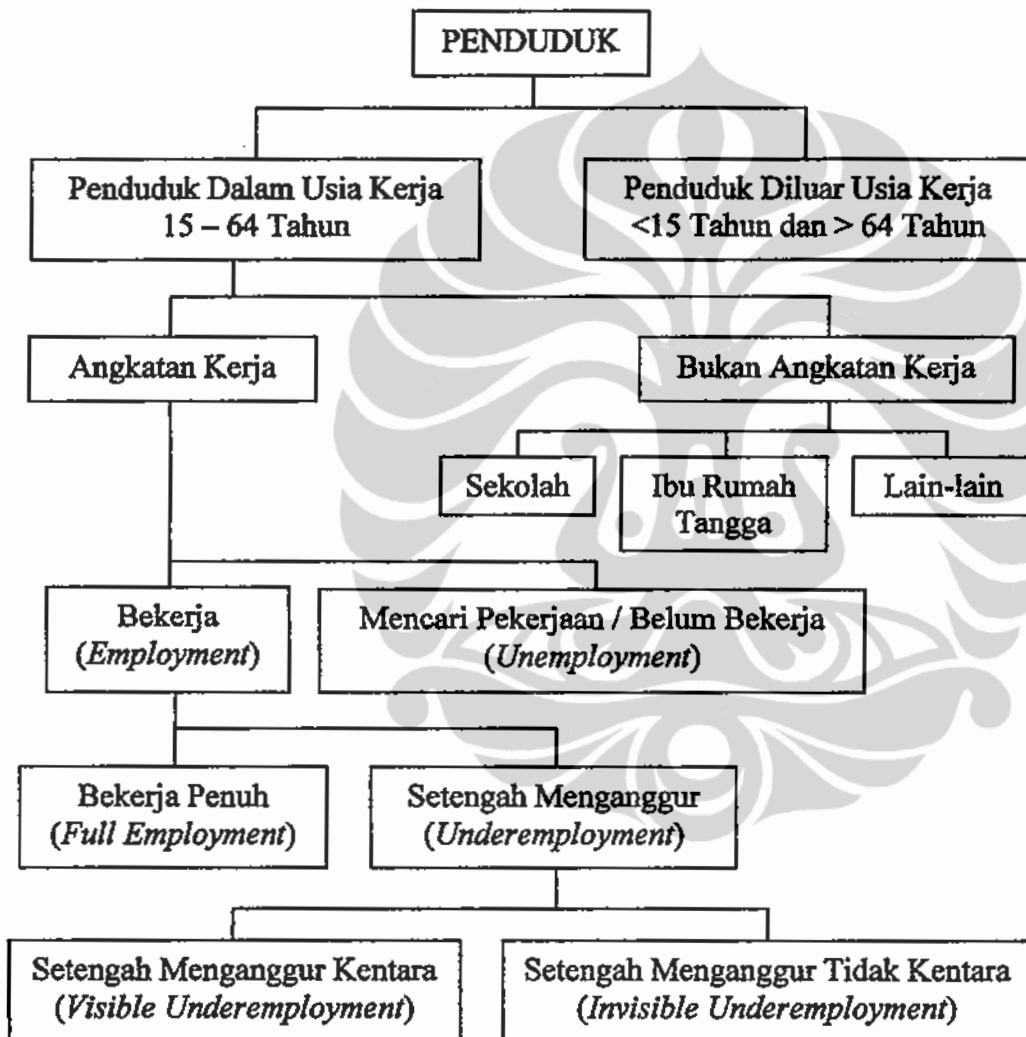 PENDUDUK
Penduduk Dalam Usia Kerja
15 – 64 Tahun
Penduduk Diluar Usia Kerja
<15 Tahun dan > 64 Tahun
Angkatan Kerja
Bukan Angkatan Kerja
Sekolah
Ibu Rumah
Tangga
Lain-lain
Bekerja
(Employment)
Mencari Pekerjaan / Belum Bekerja
(Unemployment)
Bekerja Penuh
(Full Employment)
Setengah Menganggur
(Underemployment)
Setengah Menganggur Kentara
(Visible Underemployment)
Setengah Menganggur Tidak Kentara
(Invisible Underemployment)